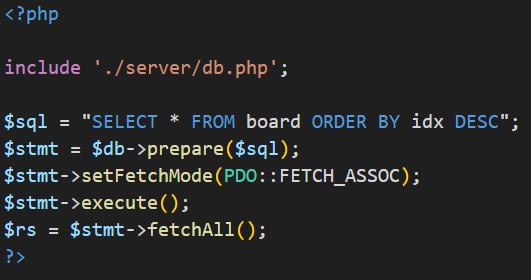 <?php
include './server/db.php';
$sql = "SELECT * FROM board ORDER BY idx DESC";
$stmt = $db->prepare($sql);
$stmt->setFetchMode(PDO::FETCH_ASSOC);
$stmt->execute();
$rs = $stmt->fetchAll();
?>